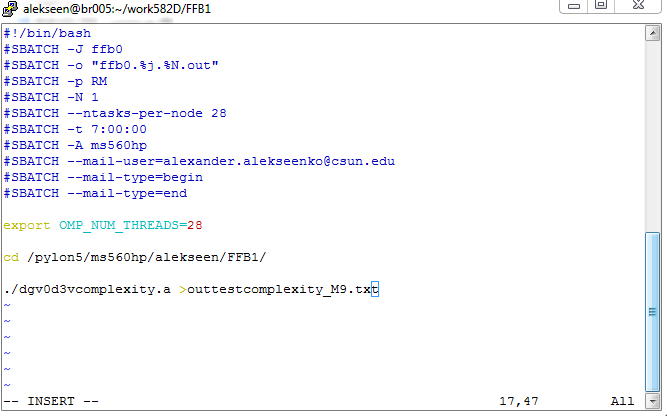 alekseen@br005:~/work582D/FFB1
#!/bin/bash
#SBATCH -J ffb0
#SBATCH -o "ffb0.%j.%N.out"
#SBATCH -p RM
#SBATCH -N 1
#SBATCH --ntasks-per-node 28
#SBATCH -t 7:00:00
#SBATCH -A ms560hp
#SBATCH --mail-user=alexander.alekseenko@csun.edu
#SBATCH --mail-type=begin
#SBATCH --mail-type=end
export OMP_NUM_THREADS=28
cd /pylon5/ms560hp/alekseen/FFB1/
./dgv0d3vcomplexity.a >outtestcomplexity_M9.txt
~
~
~
~
~
~
-- INSERT -- 17,47 All